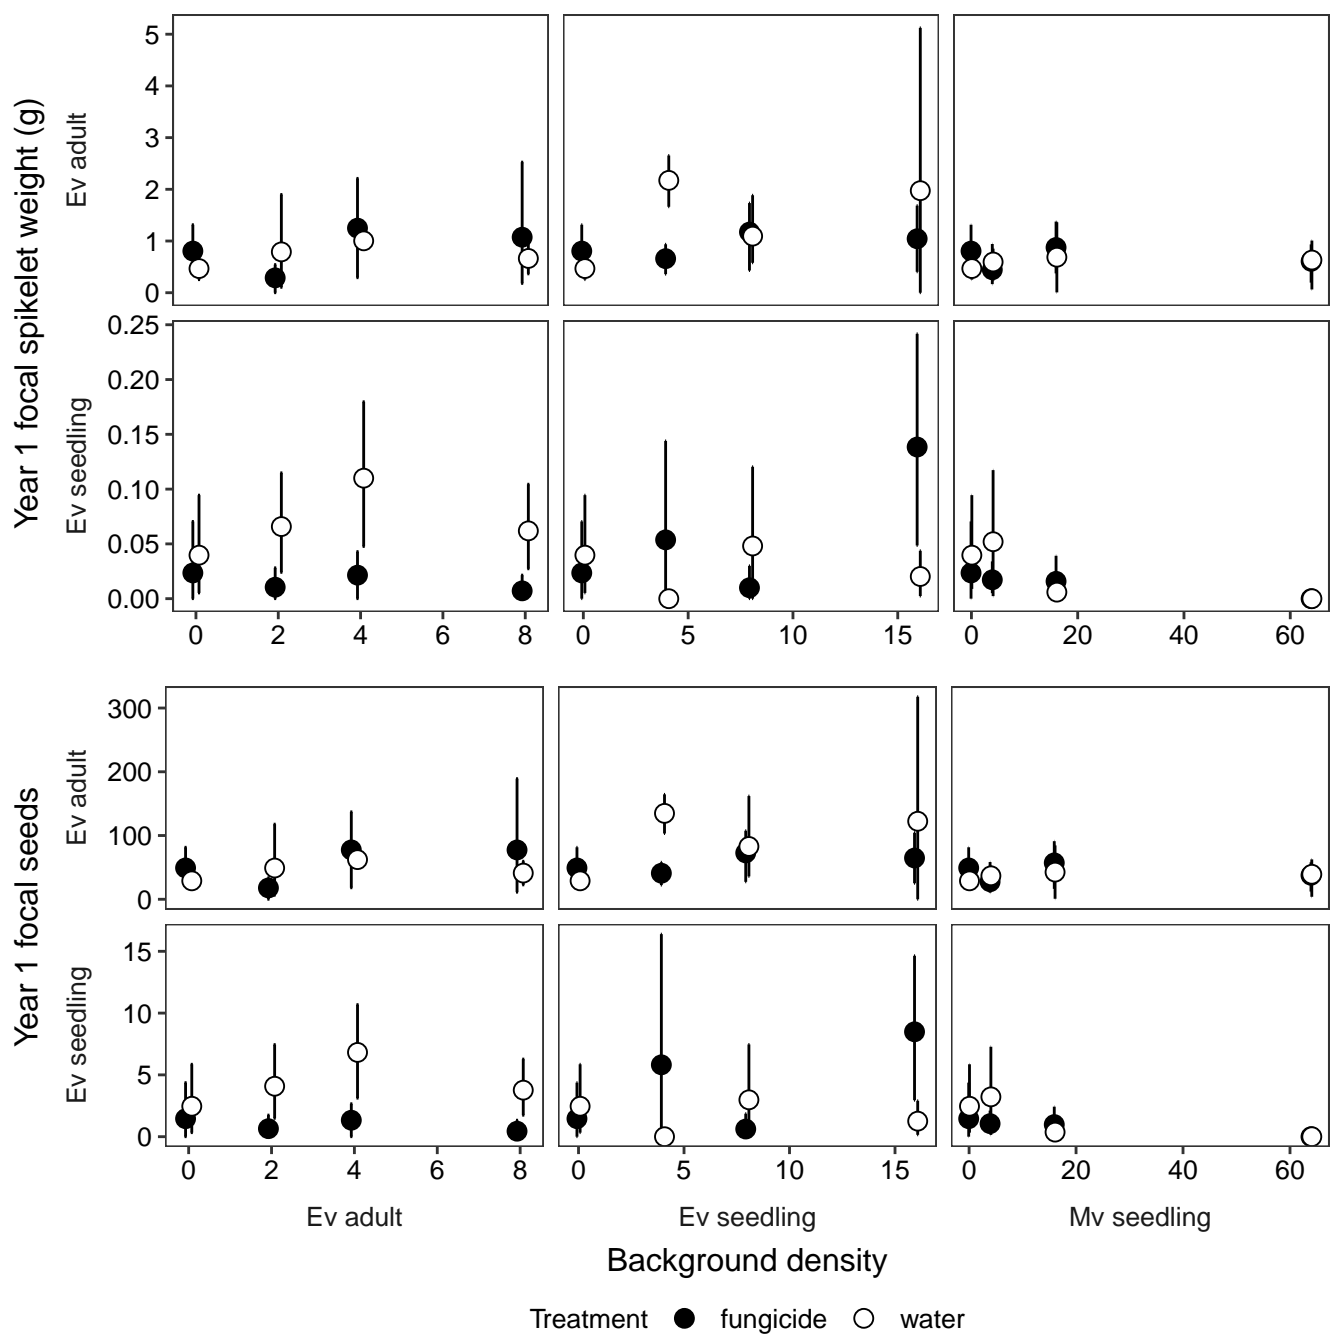 Year 1 focal spikelet weight (g)
Ev adult
5
4
3
2
1
0
Ev seedling
0.25
0.20
0.15
0.10
0.05
0.00
0 2 4 6 8
0 5 10 15
0 20 40 60
Year 1 focal seeds
Ev adult
300
200
100
0
Ev seedling
15
10
5
0
0 2 4 6 8
0 5 10 15
0 20 40 60
Ev adult Ev seedling Mv seedling
Background density
Treatment fungicide water